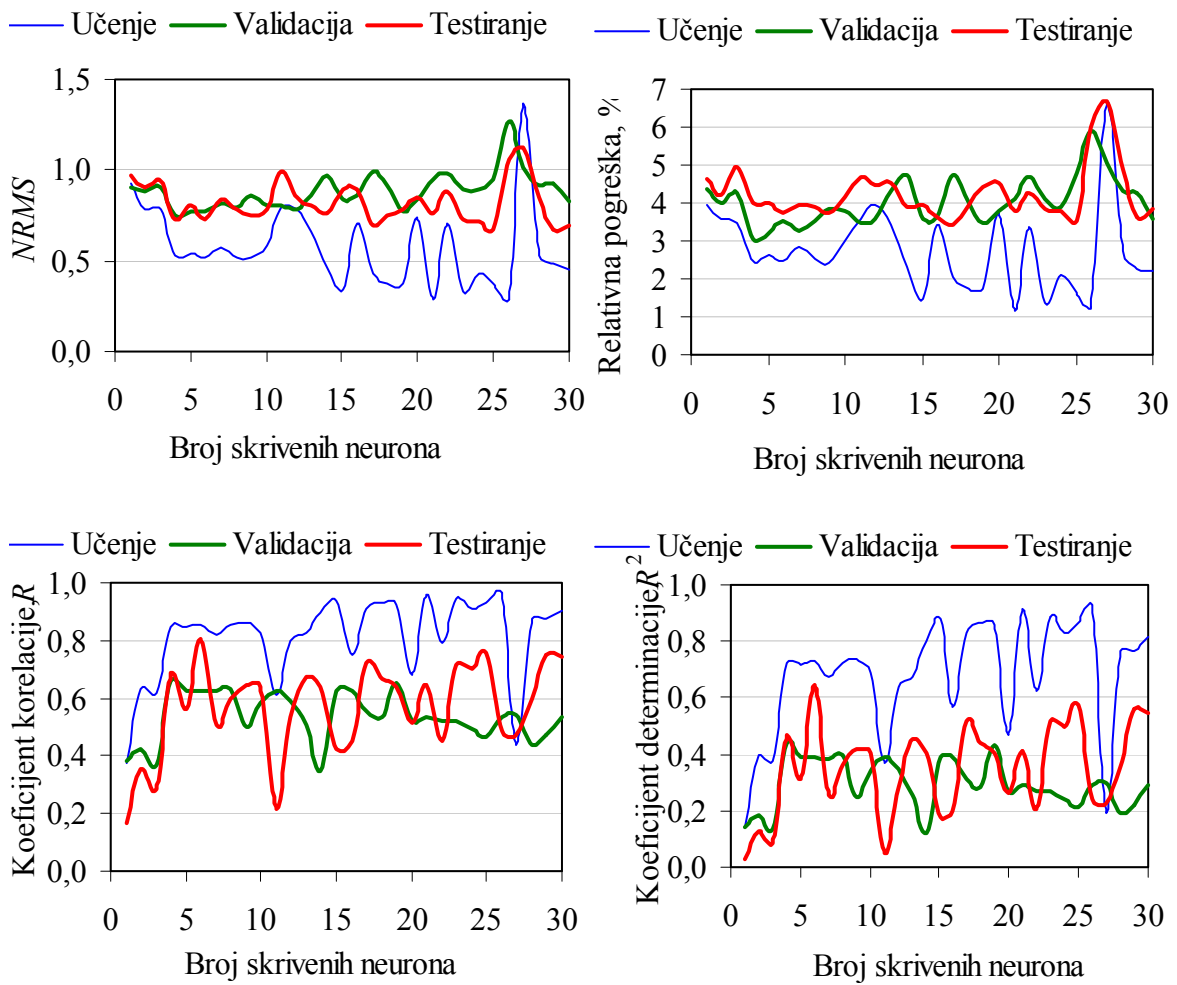 Učenje Validacija Testiranje
NRMS
1,5
1,0
0,5
0,0
0 5 10 15 20 25 30
Broj skrivenih neurona
Učenje Validacija Testiranje
Relativna pogreška, %
7
6
5
4
3
2
1
0
0 5 10 15 20 25 30
Broj skrivenih neurona
Učenje Validacija Testiranje
Koeficijent korelacije,R
1,0
0,8
0,6
0,4
0,2
0,0
0 5 10 15 20 25 30
Broj skrivenih neurona
Učenje Validacija Testiranje
Koeficijent determinacije,R²
1,0
0,8
0,6
0,4
0,2
0,0
0 5 10 15 20 25 30
Broj skrivenih neurona